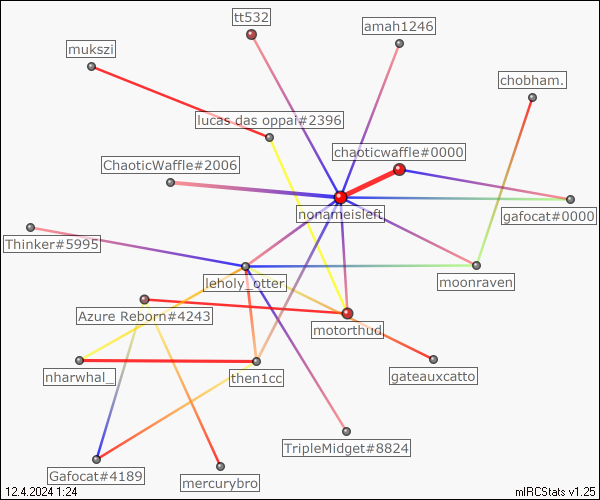 tt532
amah1246
mukszi
chobham.
lucas das oppai#2396
chaoticwaffle#0000
ChaoticWaffle#2006
nonameisleft
gafocat#0000
Thinker#5995
leholy_otter
moonraven
Azure Reborn#4243
motorthud
nharwhal_
then1cc
gateauxcatto
TripleMidget#8824
Gafocat#4189
mercurybro
12.4.2024 1:24
mIRCStats v1.25